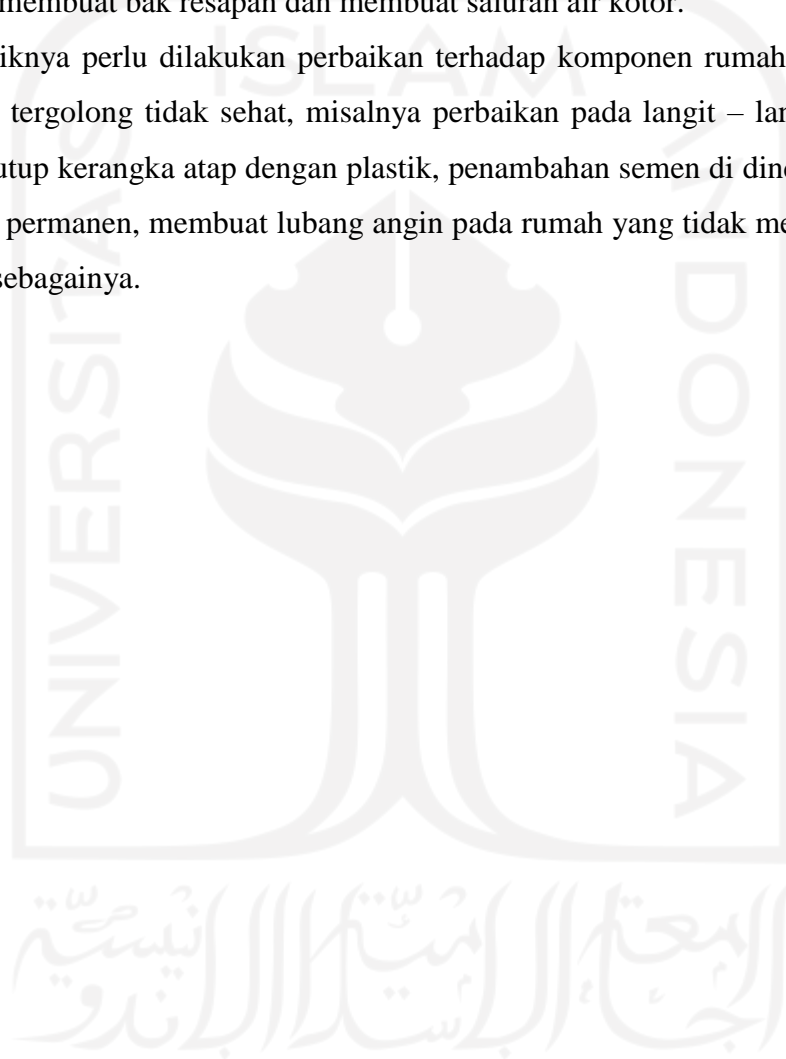 membuat bak resapan dan membuat saluran air kotor.
iknya perlu dilakukan perbaikan terhadap komponen rumah
tergolong tidak sehat, misalnya perbaikan pada langit – lan
utup kerangka atap dengan plastik, penambahan semen di dind
permanen, membuat lubang angin pada rumah yang tidak me
sebagainya.
ISLAM
UNIVERSITAS
INDONESIA